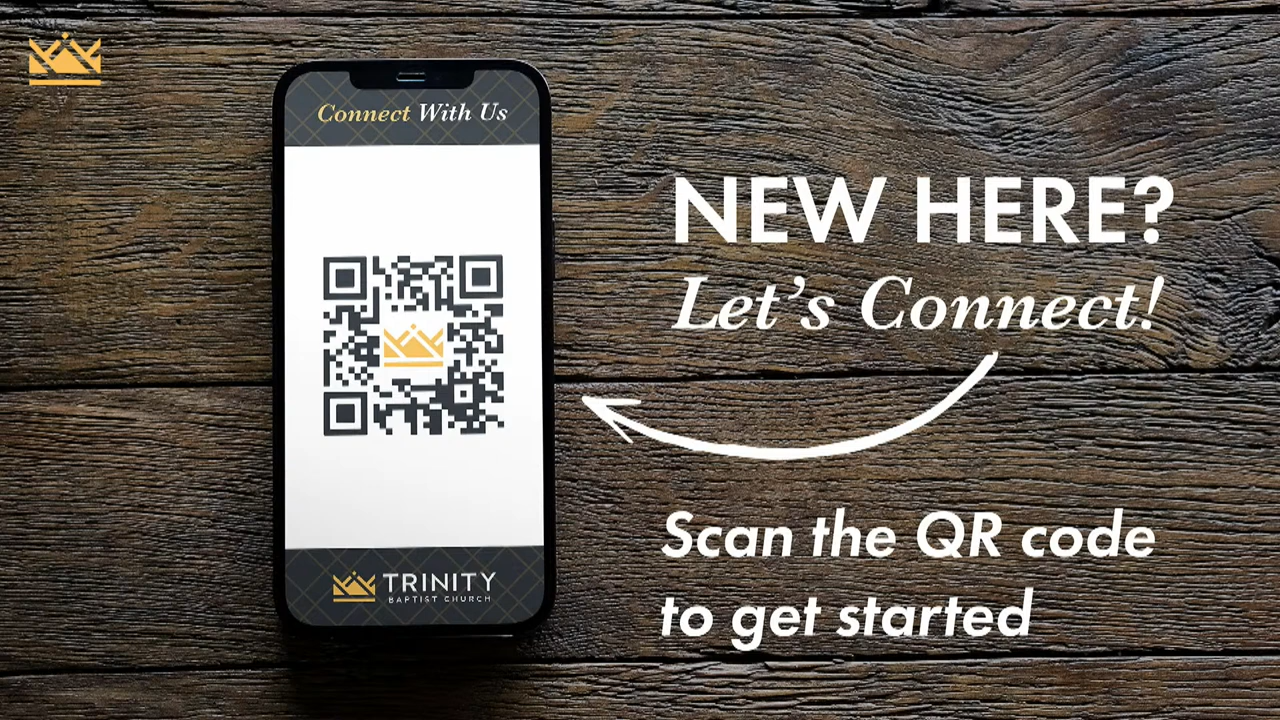 Connect With Us
NEW HERE?
Let's Connect!
Scan the QR code
to get started
TRINITY
BAPTIST CHURCH